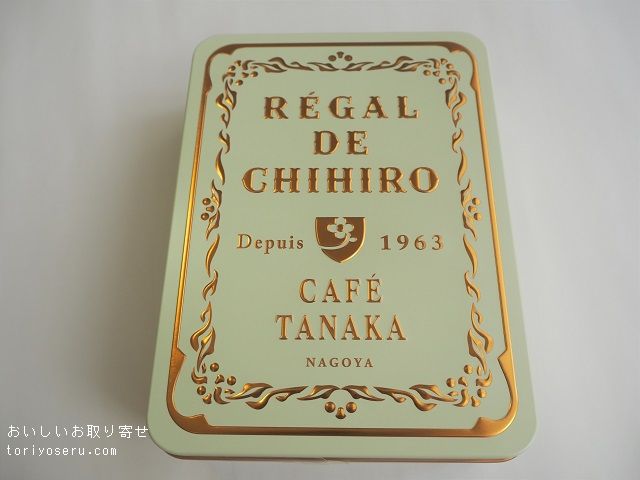 RÉGAL
DE
CHIHIRO
Depuis 1963
CAFÉ
TANAKA
NAGOYA
おいしいお取り寄せ
toriyoseru.com